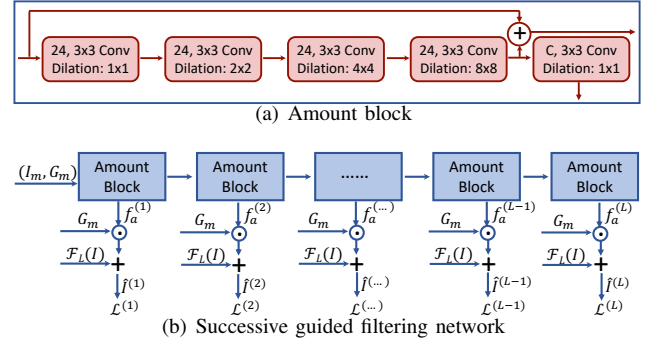 24, 3x3 Conv 24, 3x3 Conv 24, 3x3 Conv 24, 3x3 Conv + C, 3x3 Conv
Dilation: 1x1 Dilation: 2x2 Dilation: 4x4 Dilation: 8x8 Dilation: 1x1
(a) Amount block
(I_m, G_m) Amount Block Amount Block ...... Amount Block Amount Block
f_a^{(1)} f_a^{(2)} f_a^{(...)} f_a^{(L-1)} f_a^{(L)}
G_m G_m G_m G_m G_m
ℱ_L(I) + ℱ_L(I) + ℱ_L(I) + ℱ_L(I) + ℱ_L(I) +
Î^{(1)} Î^{(2)} Î^{(...)} Î^{(L-1)} Î^{(L)}
ℒ^{(1)} ℒ^{(2)} ℒ^{(...)} ℒ^{(L-1)} ℒ^{(L)}
(b) Successive guided filtering network